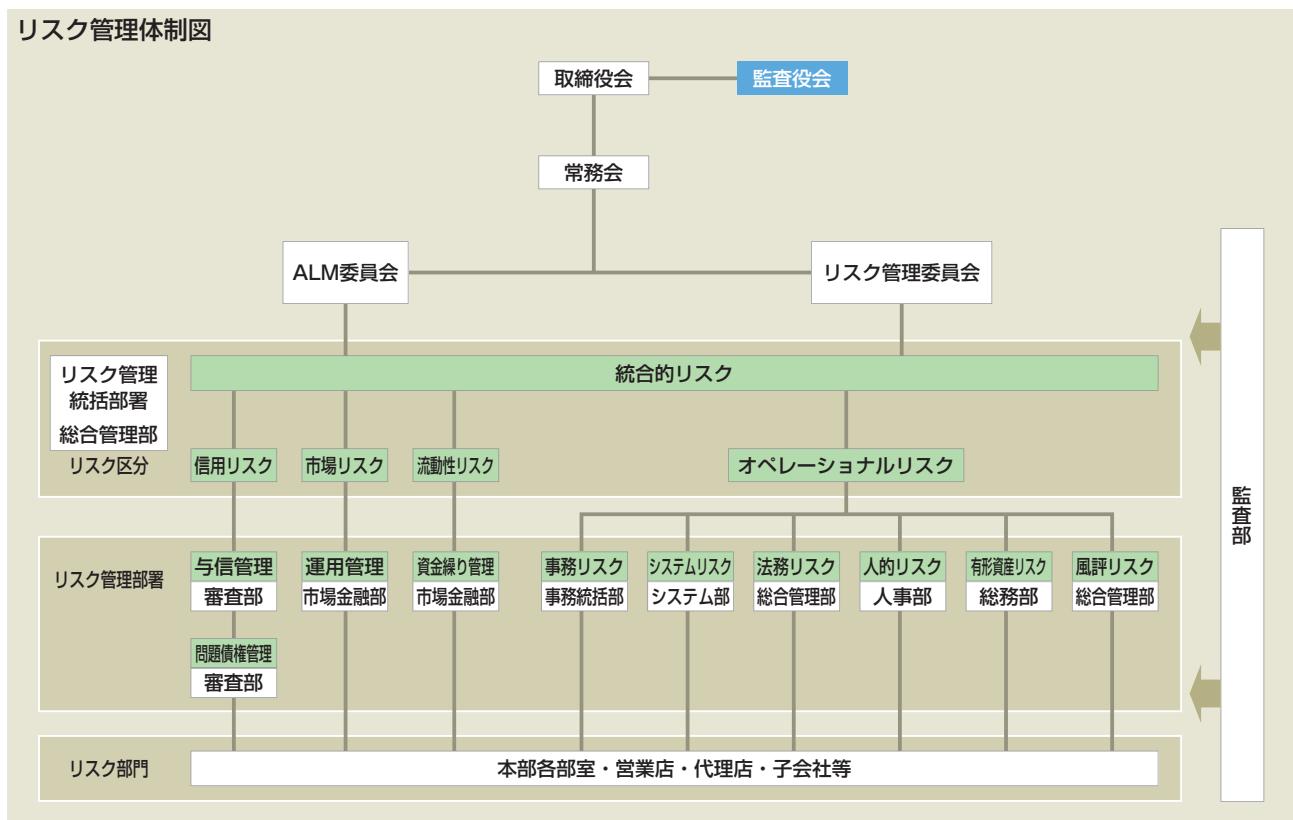 リスク管理体制図
取締役会
監査役会
常務会
ALM委員会
リスク管理委員会
リスク管理
統括部署
総合管理部
統合的リスク
リスク区分
信用リスク
市場リスク
流動性リスク
オペレーショナルリスク
監査部
リスク管理部署
与信管理
審査部
運用管理
市場金融部
資金繰り管理
市場金融部
事務リスク
事務統括部
システムリスク
システム部
法務リスク
総合管理部
人的リスク
人事部
有形資産リスク
総務部
風評リスク
総合管理部
問題債権管理
審査部
リスク部門
本部各部室・営業店・代理店・子会社等